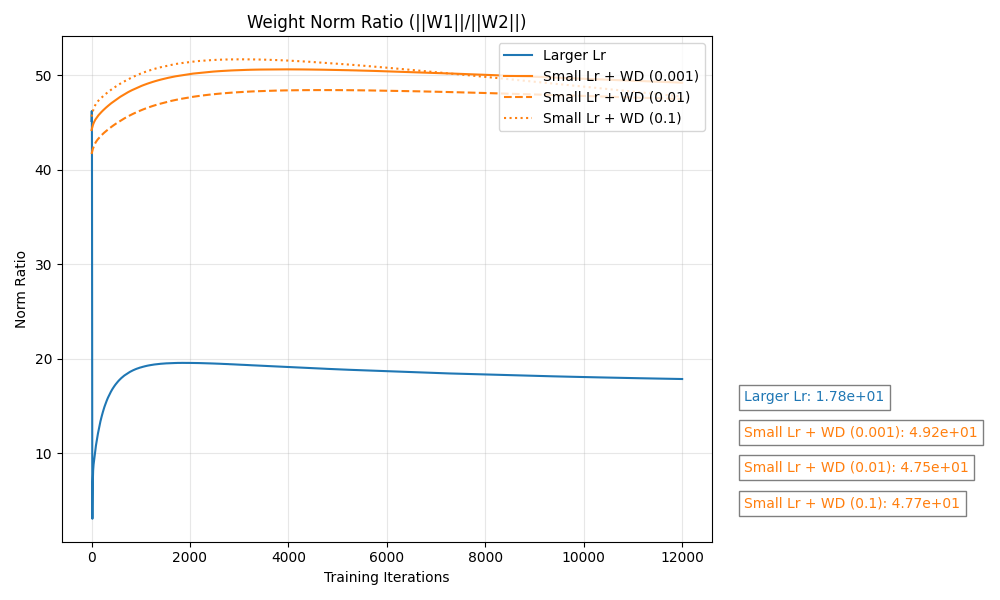 Weight Norm Ratio (||W1||/||W2||)
Larger Lr
Small Lr + WD (0.001)
Small Lr + WD (0.01)
Small Lr + WD (0.1)
50
40
30
20
10
Norm Ratio
0 2000 4000 6000 8000 10000 12000
Training Iterations
Larger Lr: 1.78e+01
Small Lr + WD (0.001): 4.92e+01
Small Lr + WD (0.01): 4.75e+01
Small Lr + WD (0.1): 4.77e+01